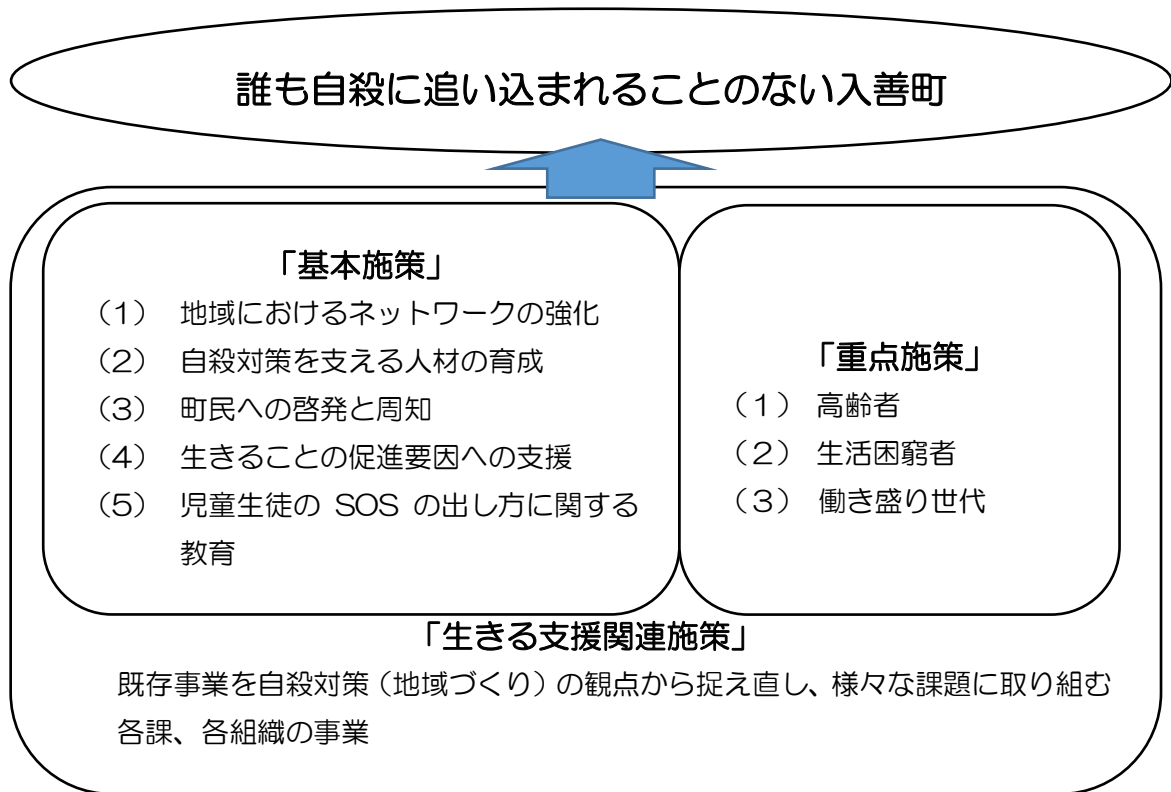 誰も自殺に追い込まれることのない入善町
「基本施策」
（1） 地域におけるネットワークの強化
（2） 自殺対策を支える人材の育成
（3） 町民への啓発と周知
（4） 生きることの促進要因への支援
（5） 児童生徒の SOS の出し方に関する
教育
「重点施策」
（1） 高齢者
（2） 生活困窮者
（3） 働き盛り世代
「生きる支援関連施策」
既存事業を自殺対策（地域づくり）の観点から捉え直し、様々な課題に取り組む
各課、各組織の事業